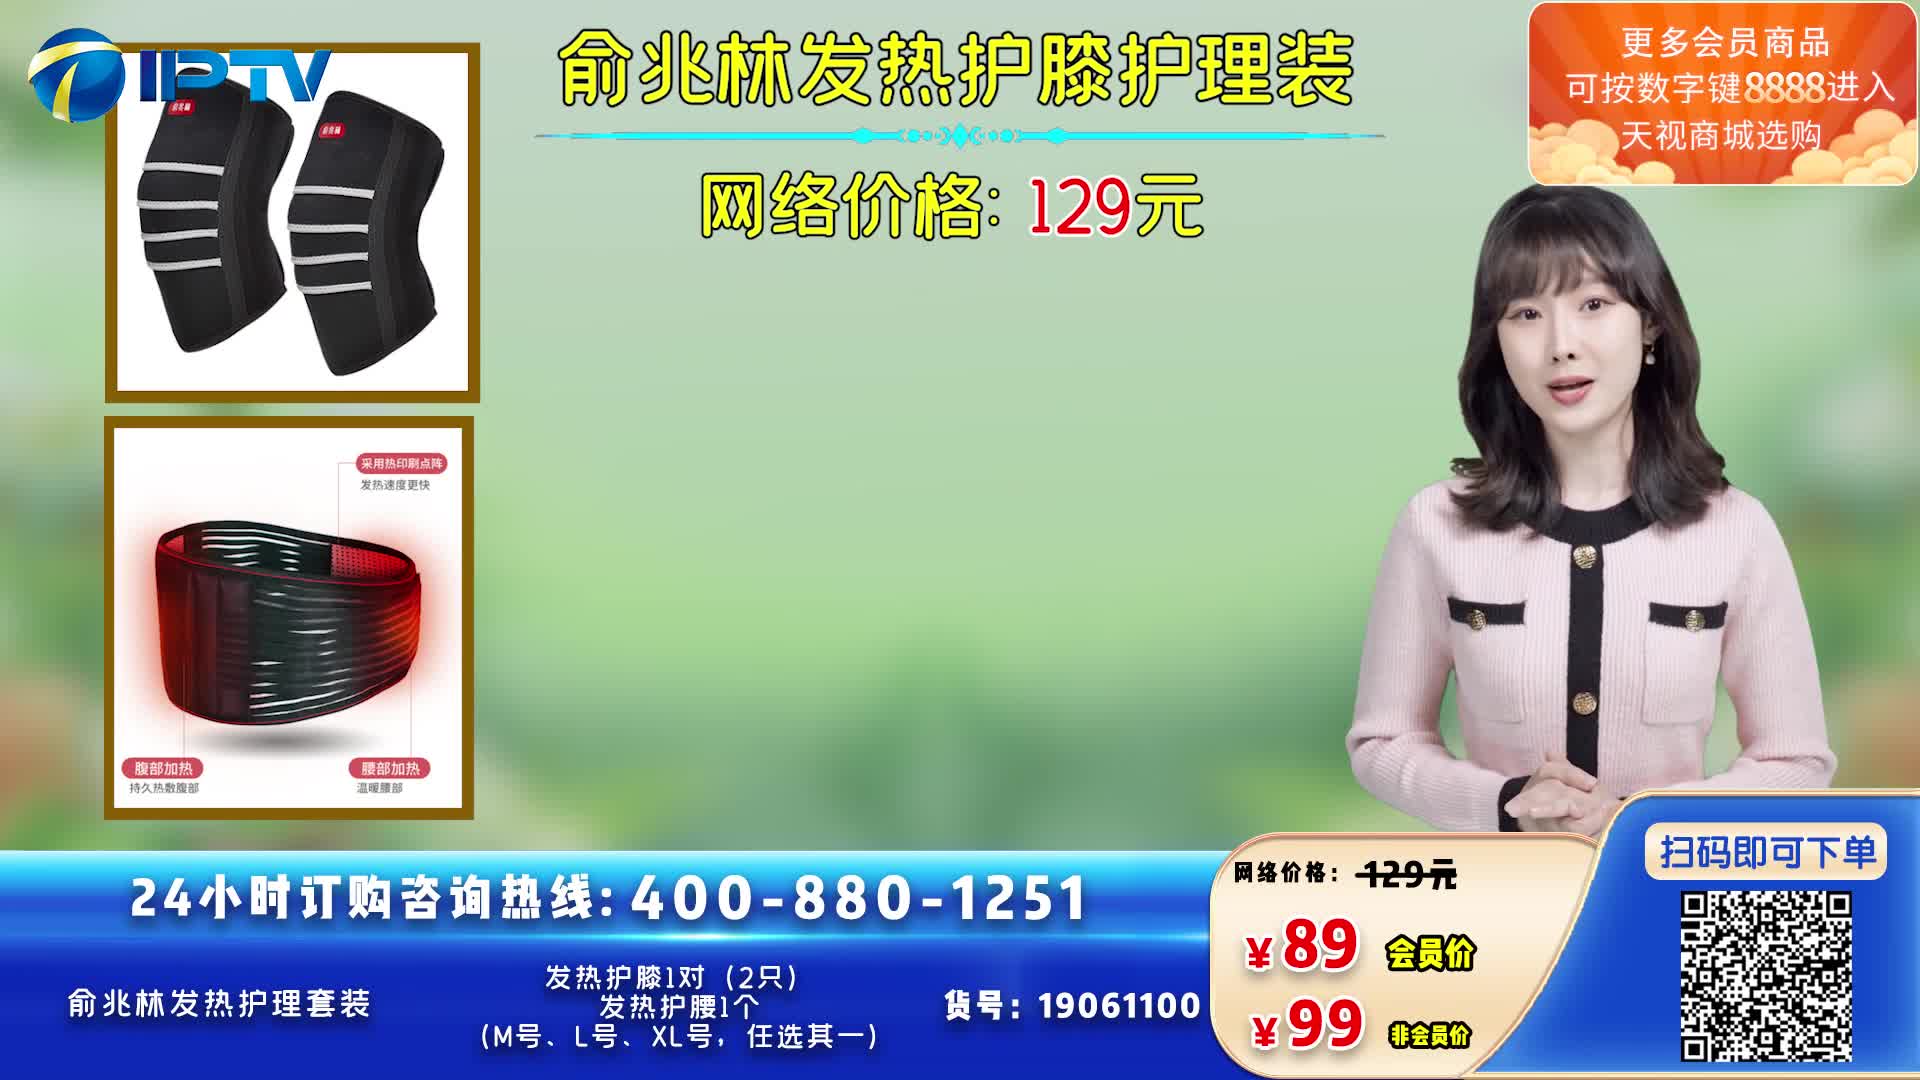 IPTV
俞兆林发热护膝护理装
网络价格：129元
更多会员商品
可按数字键8888进入
天视商城选购
俞兆林
俞兆林
采用热印刷点阵
发热速度更快
腹部加热
持久热敷腹部
腰部加热
温暖腰部
24小时订购咨询热线：400-880-1251
俞兆林发热护理套装
发热护膝1对（2只）
发热护腰1个
（M号、L号、XL号，任选其一）
货号：19061100
网络价格：129元
¥89 会员价
¥99 非会员价
扫码即可下单